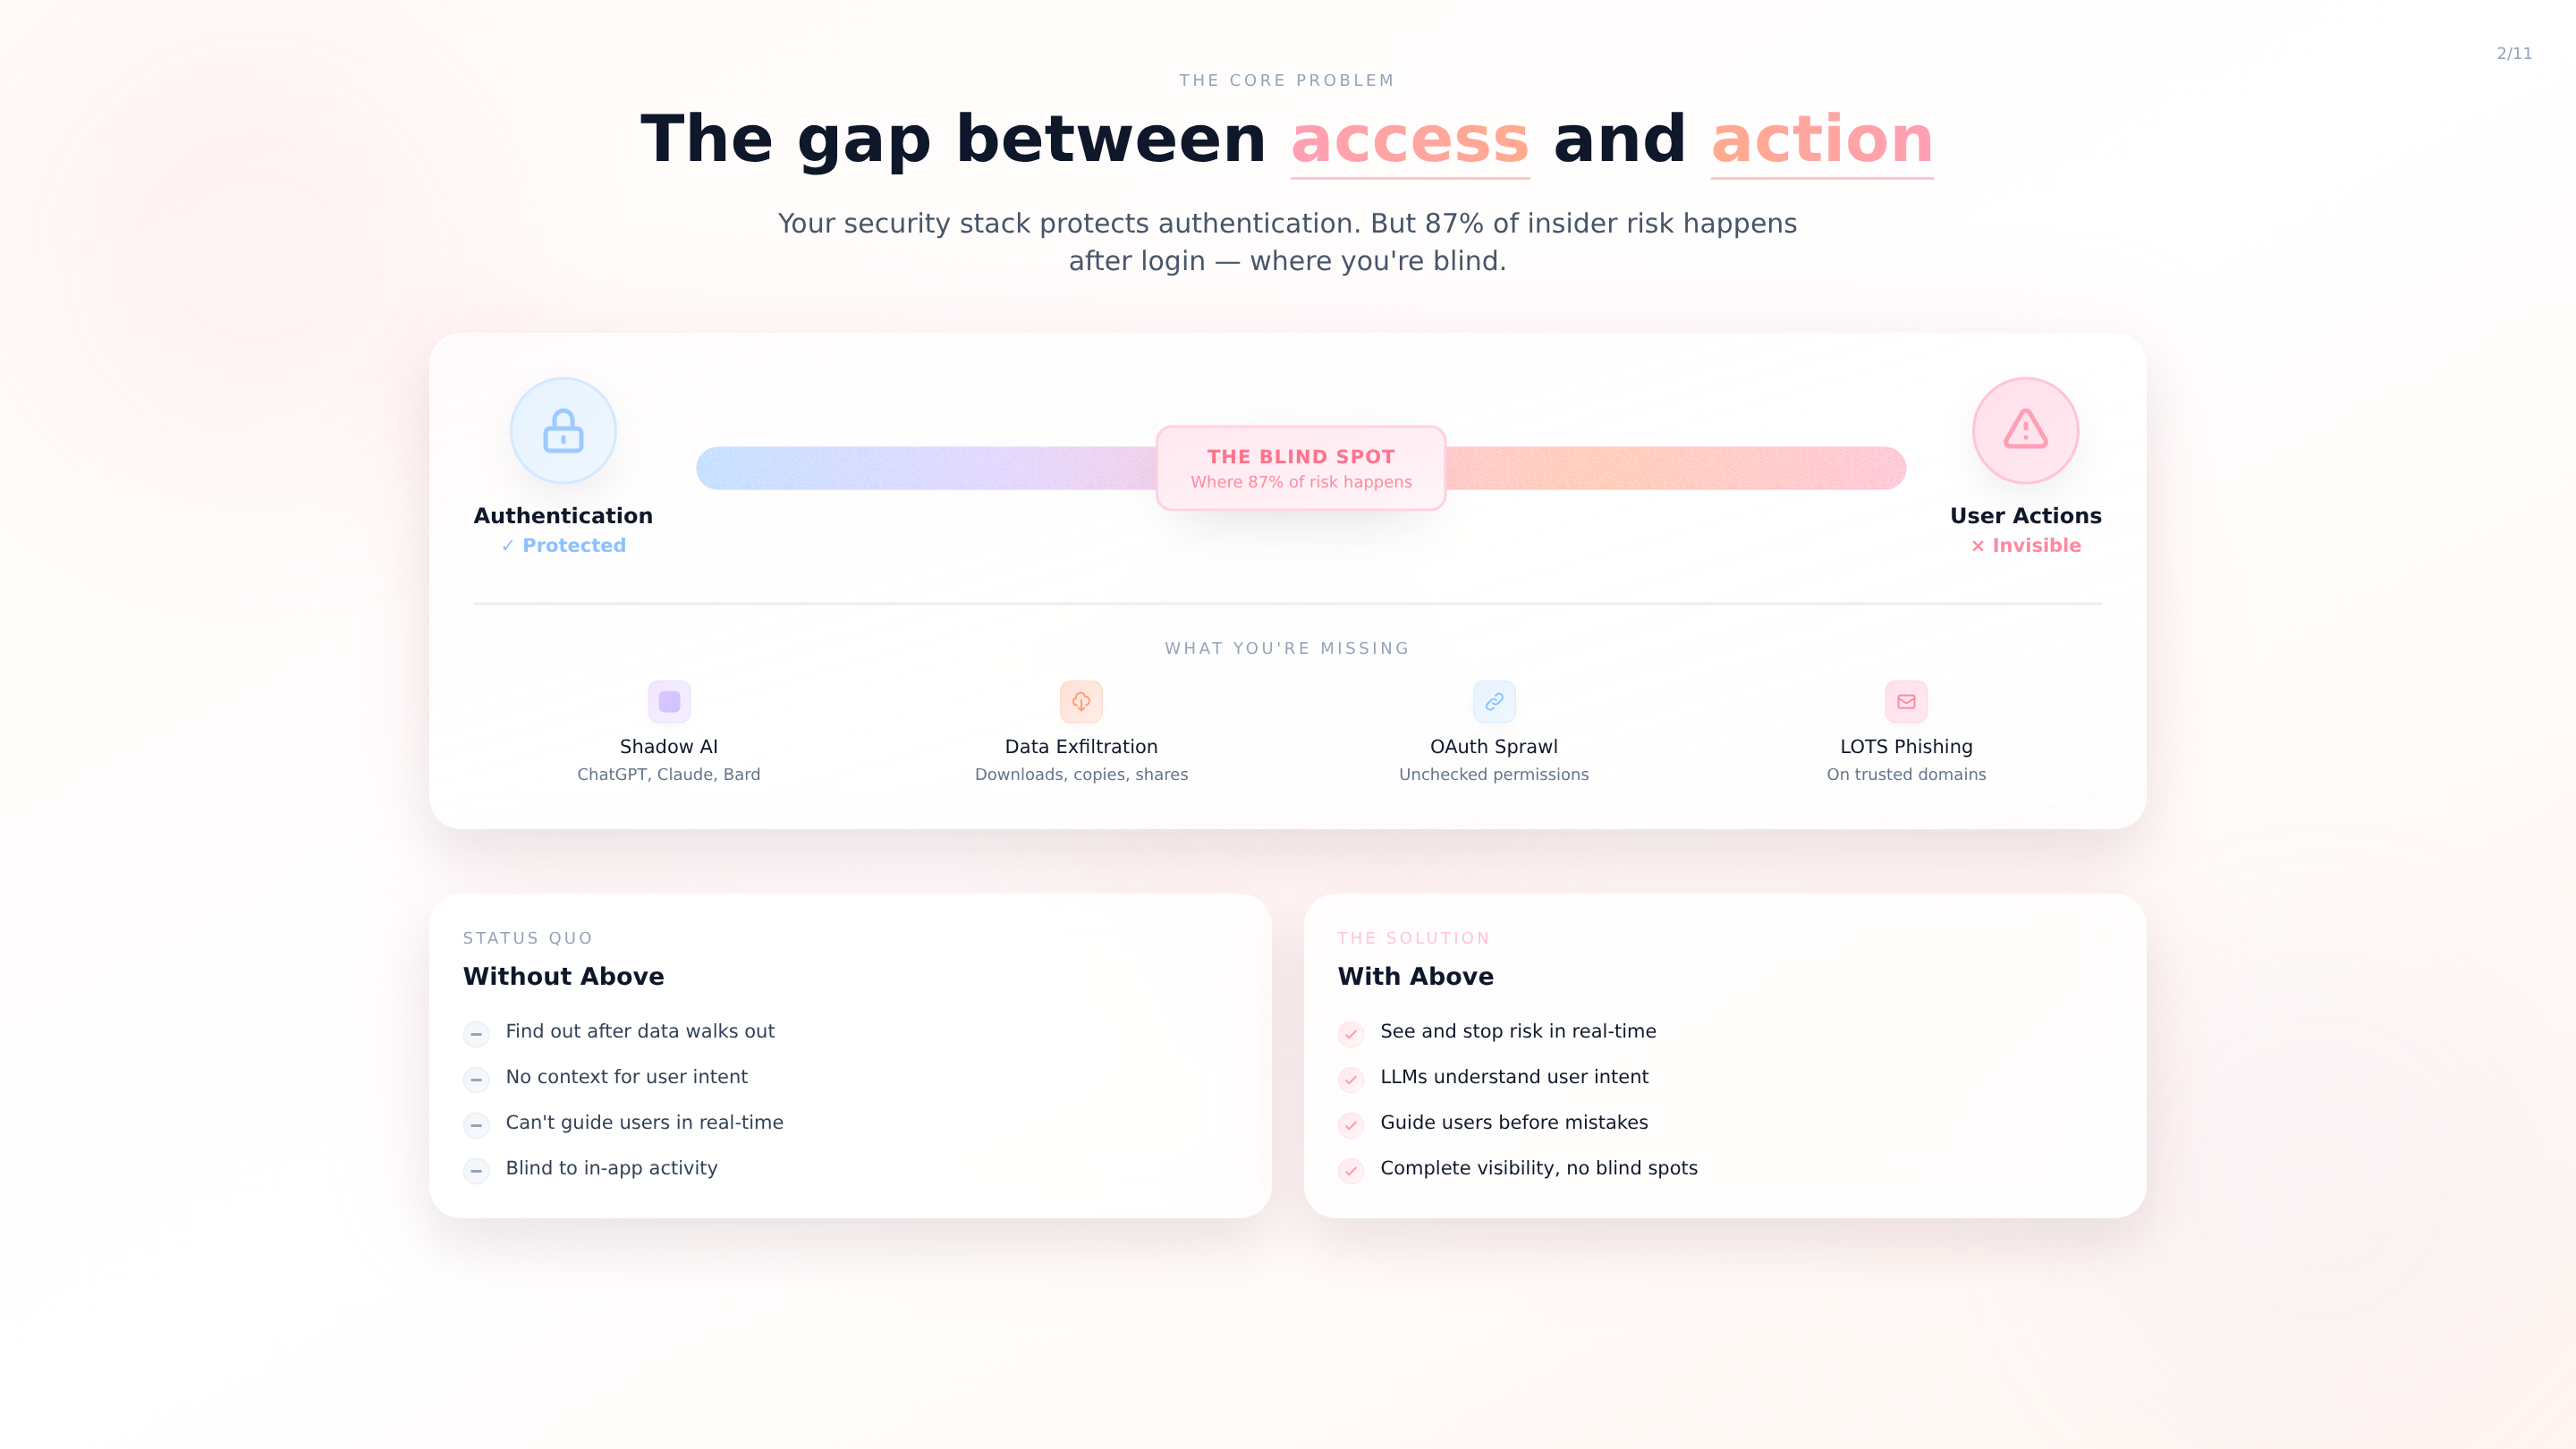 2/11
THE CORE PROBLEM
The gap between access and action
Your security stack protects authentication. But 87% of insider risk happens
after login — where you're blind.
THE BLIND SPOT
Where 87% of risk happens
Authentication
✓ Protected
User Actions
× Invisible
WHAT YOU'RE MISSING
Shadow AI
ChatGPT, Claude, Bard
Data Exfiltration
Downloads, copies, shares
OAuth Sprawl
Unchecked permissions
LOTS Phishing
On trusted domains
STATUS QUO
Without Above
Find out after data walks out
No context for user intent
Can't guide users in real-time
Blind to in-app activity
THE SOLUTION
With Above
See and stop risk in real-time
LLMs understand user intent
Guide users before mistakes
Complete visibility, no blind spots